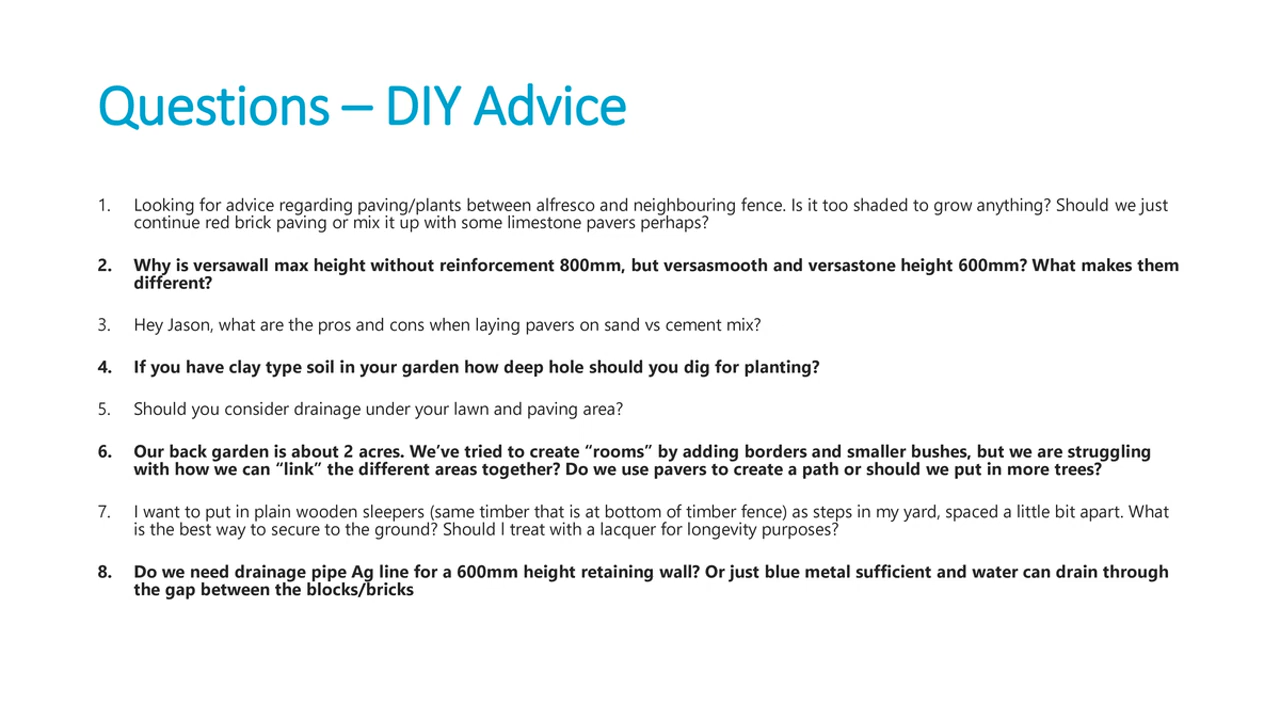 Questions – DIY Advice
1. Looking for advice regarding paving/plants between alfresco and neighbouring fence. Is it too shaded to grow anything? Should we just
continue red brick paving or mix it up with some limestone pavers perhaps?
2. Why is versawall max height without reinforcement 800mm, but versasmooth and versastone height 600mm? What makes them
different?
3. Hey Jason, what are the pros and cons when laying pavers on sand vs cement mix?
4. If you have clay type soil in your garden how deep hole should you dig for planting?
5. Should you consider drainage under your lawn and paving area?
6. Our back garden is about 2 acres. We’ve tried to create “rooms” by adding borders and smaller bushes, but we are struggling
with how we can “link” the different areas together? Do we use pavers to create a path or should we put in more trees?
7. I want to put in plain wooden sleepers (same timber that is at bottom of timber fence) as steps in my yard, spaced a little bit apart. What
is the best way to secure to the ground? Should I treat with a lacquer for longevity purposes?
8. Do we need drainage pipe Ag line for a 600mm height retaining wall? Or just blue metal sufficient and water can drain through
the gap between the blocks/bricks